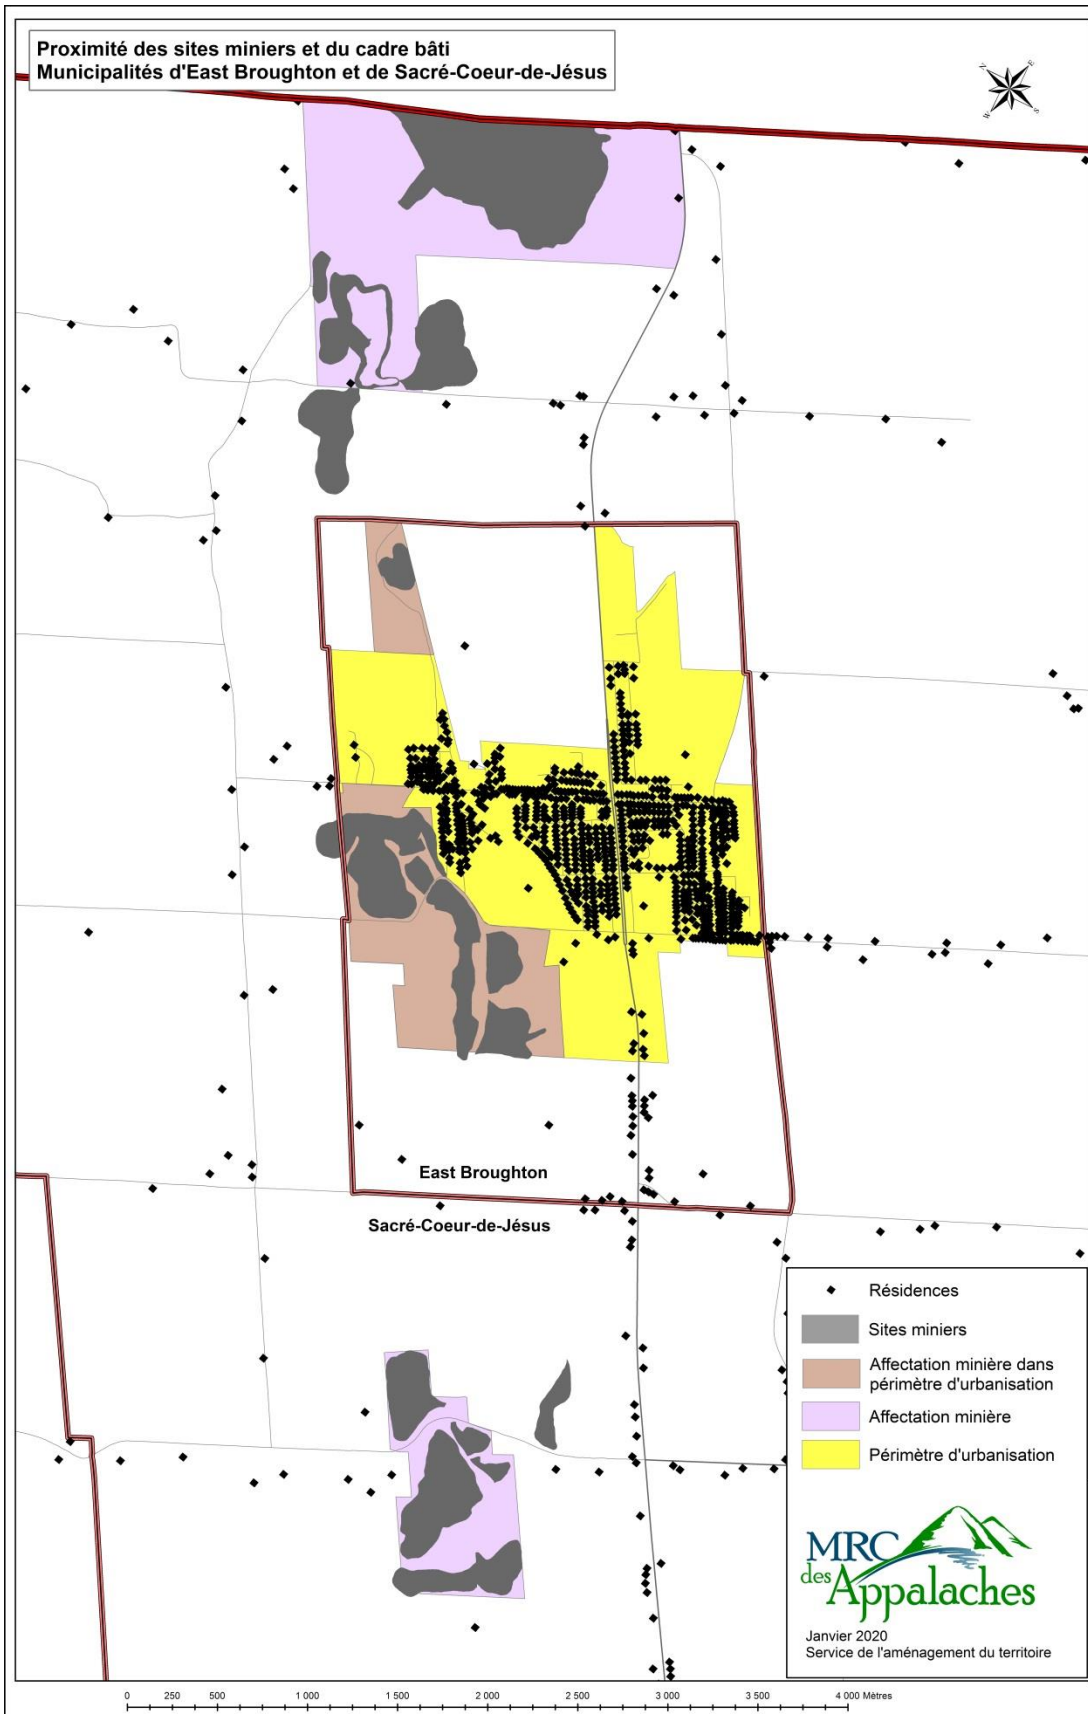 Proximité des sites miniers et du cadre bâti
Municipalités d'East Broughton et de Sacré-Coeur-de-Jésus
N
E
W
S
East Broughton
Sacré-Coeur-de-Jésus
Résidences
Sites miniers
Affectation minière dans
périmètre d'urbanisation
Affectation minière
Périmètre d'urbanisation
MRC
des Appalaches
Janvier 2020
Service de l'aménagement du territoire
0 250 500 1 000 1 500 2 000 2 500 3 000 3 500 4 000 Mètres